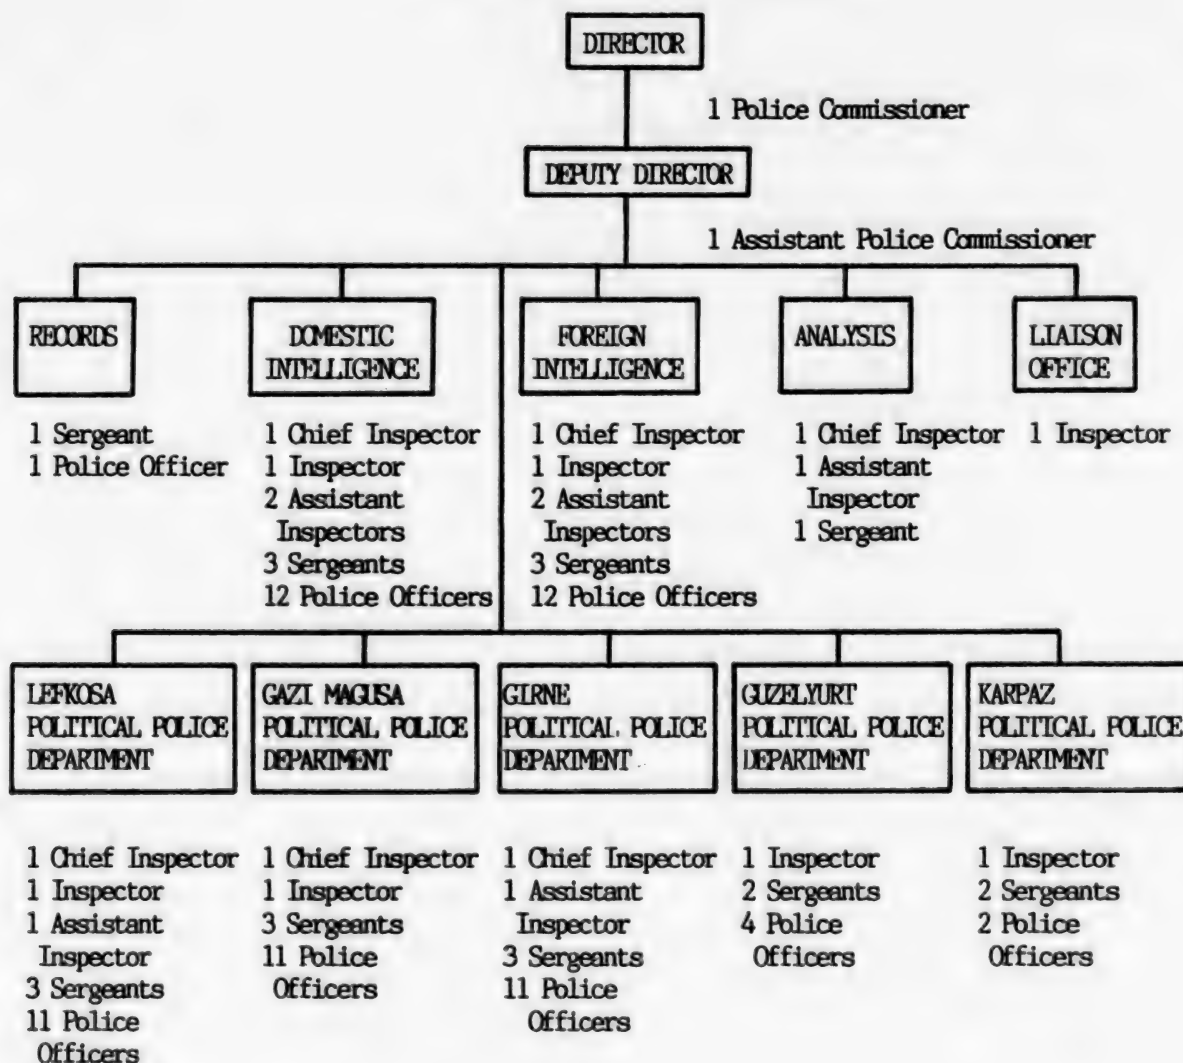 DIRECTOR
1 Police Commissioner
DEPUTY DIRECTOR
1 Assistant Police Commissioner
RECORDS
1 Sergeant
1 Police Officer
DOMESTIC
INTELLIGENCE
1 Chief Inspector
1 Inspector
2 Assistant
Inspectors
3 Sergeants
12 Police Officers
FOREIGN
INTELLIGENCE
1 Chief Inspector
1 Inspector
2 Assistant
Inspectors
3 Sergeants
12 Police Officers
ANALYSIS
1 Chief Inspector
1 Assistant
Inspector
1 Sergeant
LIAISON
OFFICE
1 Inspector
LEFKOSA
POLITICAL POLICE
DEPARTMENT
1 Chief Inspector
1 Inspector
1 Assistant
Inspector
3 Sergeants
11 Police
Officers
GAZI MAGUSA
POLITICAL POLICE
DEPARTMENT
1 Chief Inspector
1 Inspector
3 Sergeants
11 Police
Officers
GIRNE
POLITICAL POLICE
DEPARTMENT
1 Chief Inspector
1 Assistant
Inspector
3 Sergeants
11 Police
Officers
GUZELYURT
POLITICAL POLICE
DEPARTMENT
1 Inspector
2 Sergeants
4 Police
Officers
KARPAZ
POLITICAL POLICE
DEPARTMENT
1 Inspector
2 Sergeants
2 Police
Officers